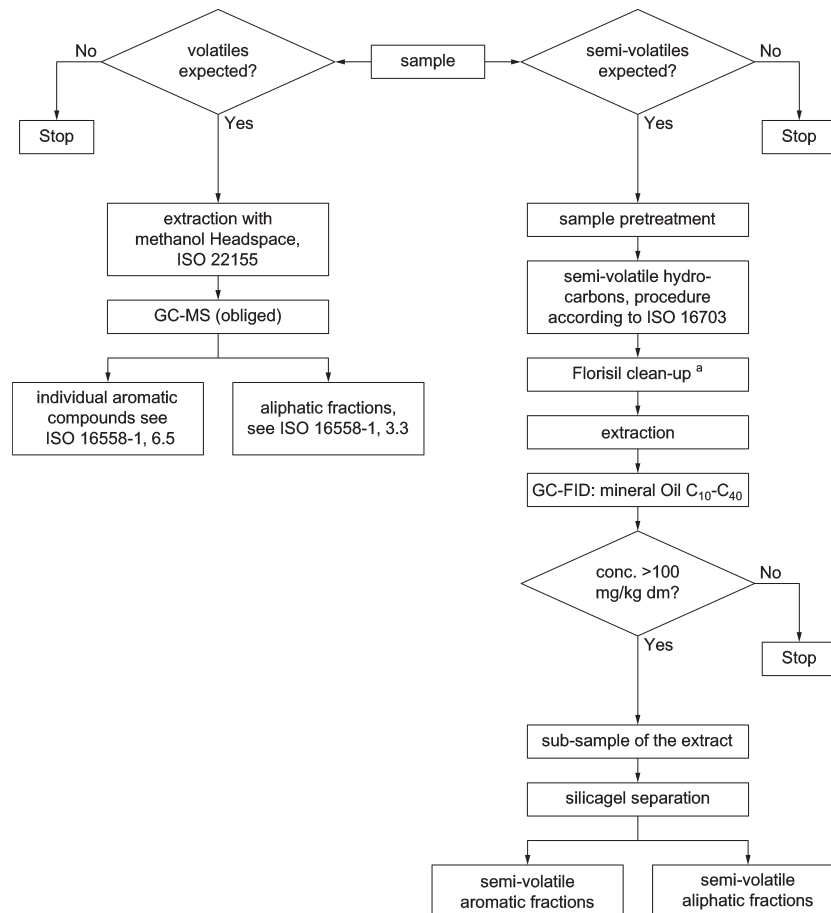 No
volatiles
expected?
sample
semi-volatiles
expected?
No
Stop
Yes
Yes
Stop
extraction with
methanol Headspace,
ISO 22155
GC-MS (obliged)
individual aromatic
compounds see
ISO 16558-1, 6.5
aliphatic fractions,
see ISO 16558-1, 3.3
sample pretreatment
semi-volatile hydro-
carbons, procedure
according to ISO 16703
Florisil clean-up ᵃ
extraction
GC-FID: mineral Oil C₁₀-C₄₀
conc. >100
mg/kg dm?
No
Yes
Stop
sub-sample of the extract
silicagel separation
semi-volatile
aromatic fractions
semi-volatile
aliphatic fractions